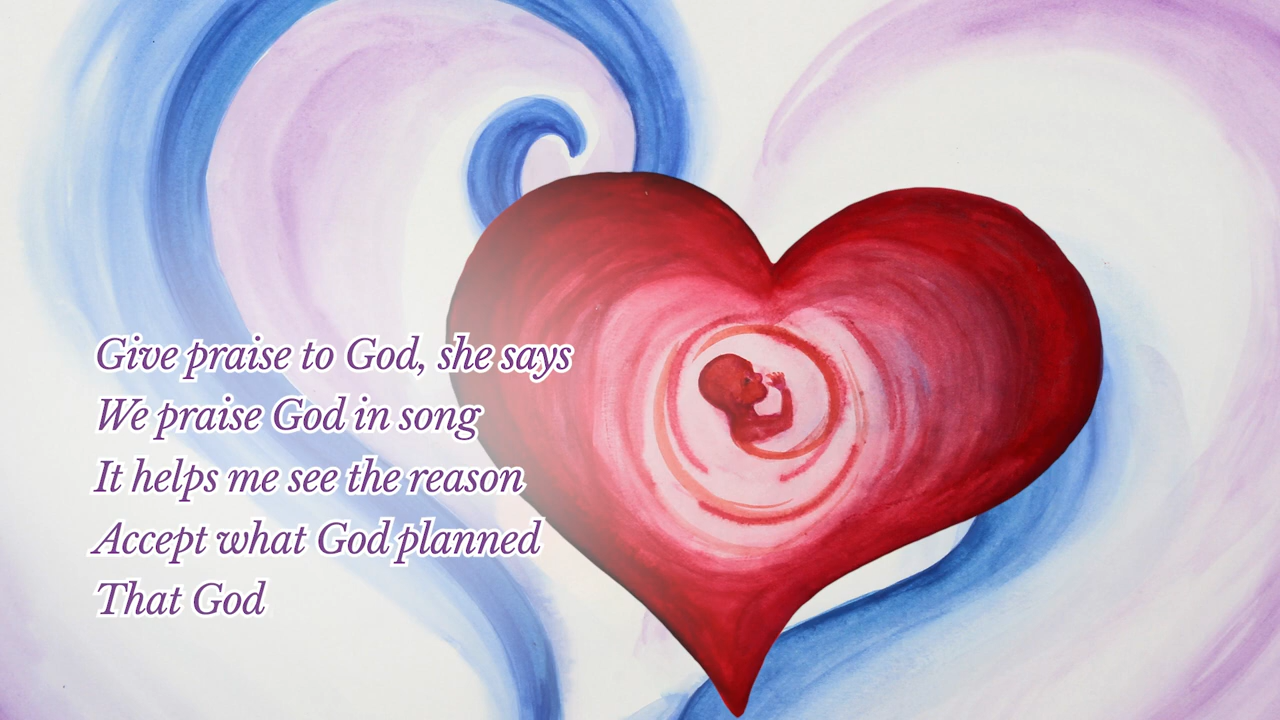 Give praise to God, she says
We praise God in song
It helps me see the reason
Accept what God planned
That God